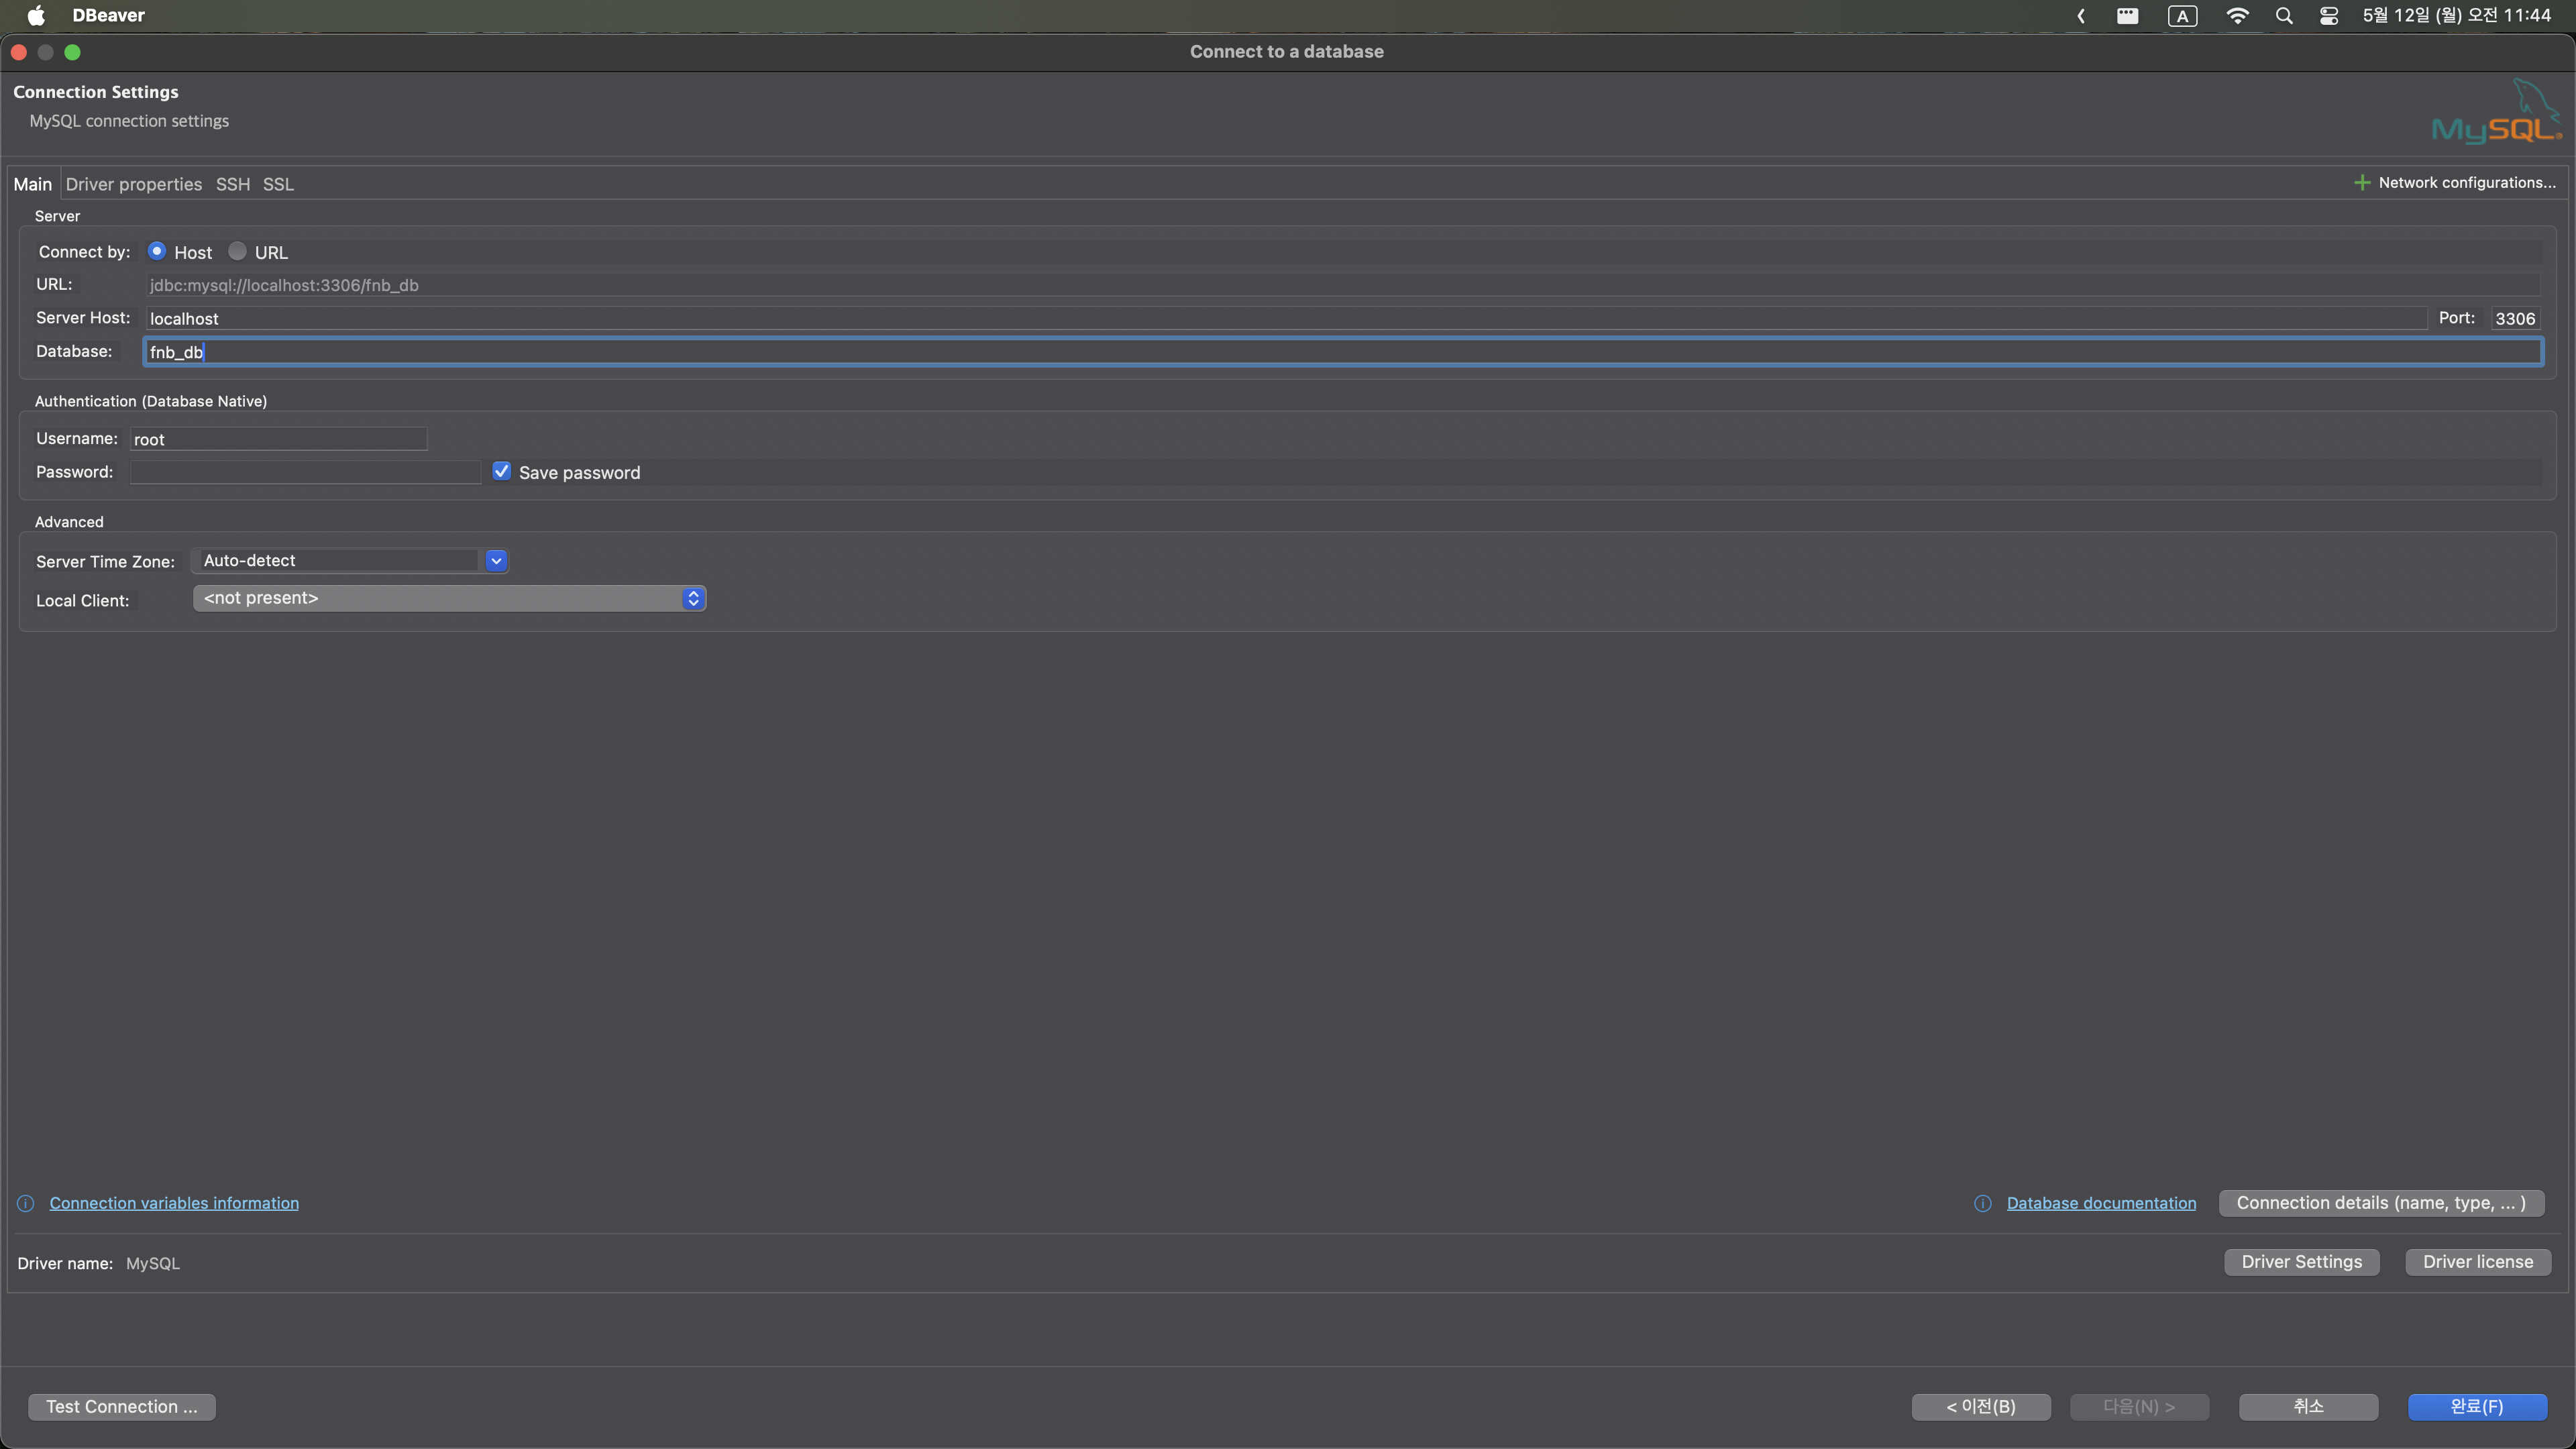 DBeaver
A
5월 12일 (월) 오전 11:44
Connect to a database
Connection Settings
MySQL connection settings
MySQL
Main Driver properties SSH SSL
Network configurations...
Server
Connect by: Host URL
URL: jdbc:mysql://localhost:3306/fnb_db
Server Host: localhost Port: 3306
Database: fnb_db
Authentication (Database Native)
Username: root
Password: Save password
Advanced
Server Time Zone: Auto-detect
Local Client: <not present>
Connection variables information
Database documentation Connection details (name, type, ... )
Driver name: MySQL
Driver Settings Driver license
Test Connection ...
< 이전(B) 다음(N) > 취소 완료(F)